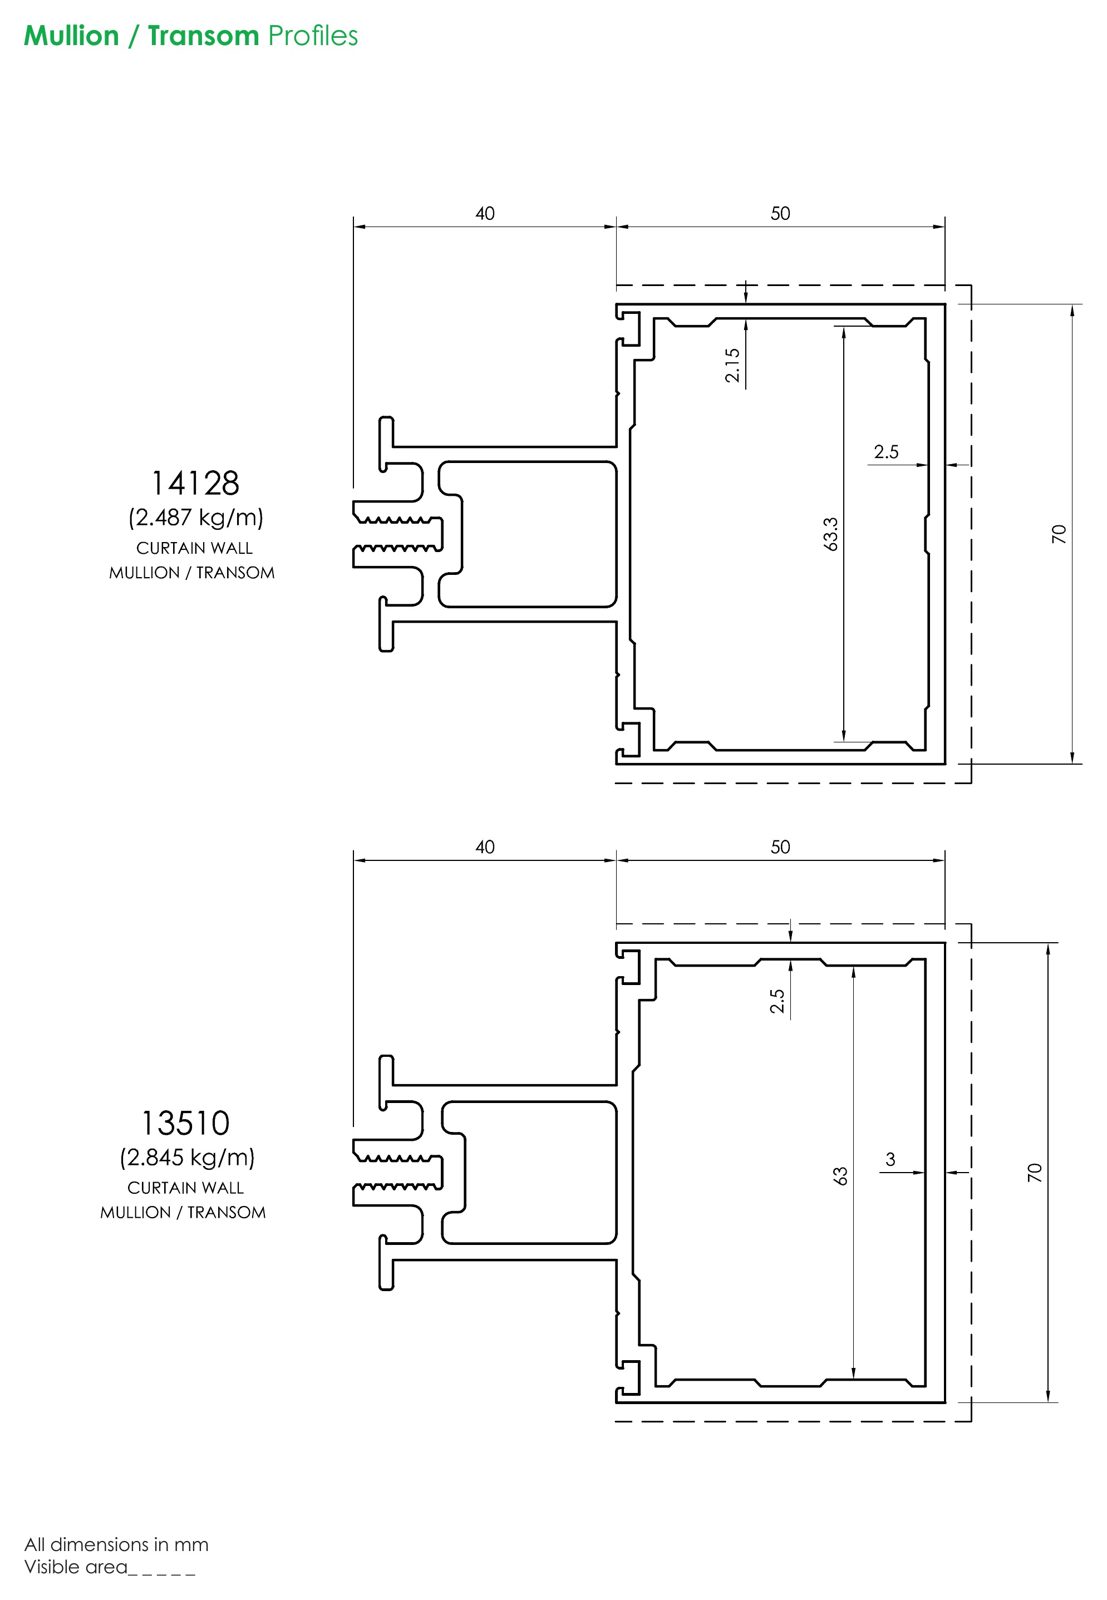 Mullion / Transom Profiles
40
50
2.15
2.5
63.3
70
14128
(2.487 kg/m)
CURTAIN WALL
MULLION / TRANSOM
40
50
2.5
3
63
70
13510
(2.845 kg/m)
CURTAIN WALL
MULLION / TRANSOM
All dimensions in mm
Visible area_ _ _ _ _